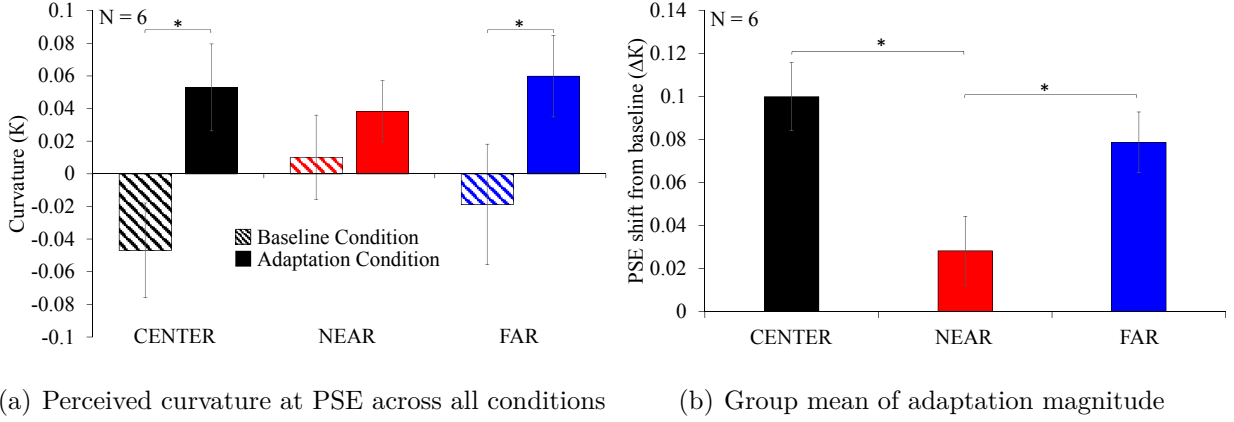 N = 6
*
*
Curvature (K)
0.1
0.08
0.06
0.04
0.02
0
-0.02
-0.04
-0.06
-0.08
-0.1
Baseline Condition
Adaptation Condition
CENTER NEAR FAR
(a) Perceived curvature at PSE across all conditions
N = 6
*
*
PSE shift from baseline (ΔK)
0.14
0.12
0.1
0.08
0.06
0.04
0.02
0
CENTER NEAR FAR
(b) Group mean of adaptation magnitude